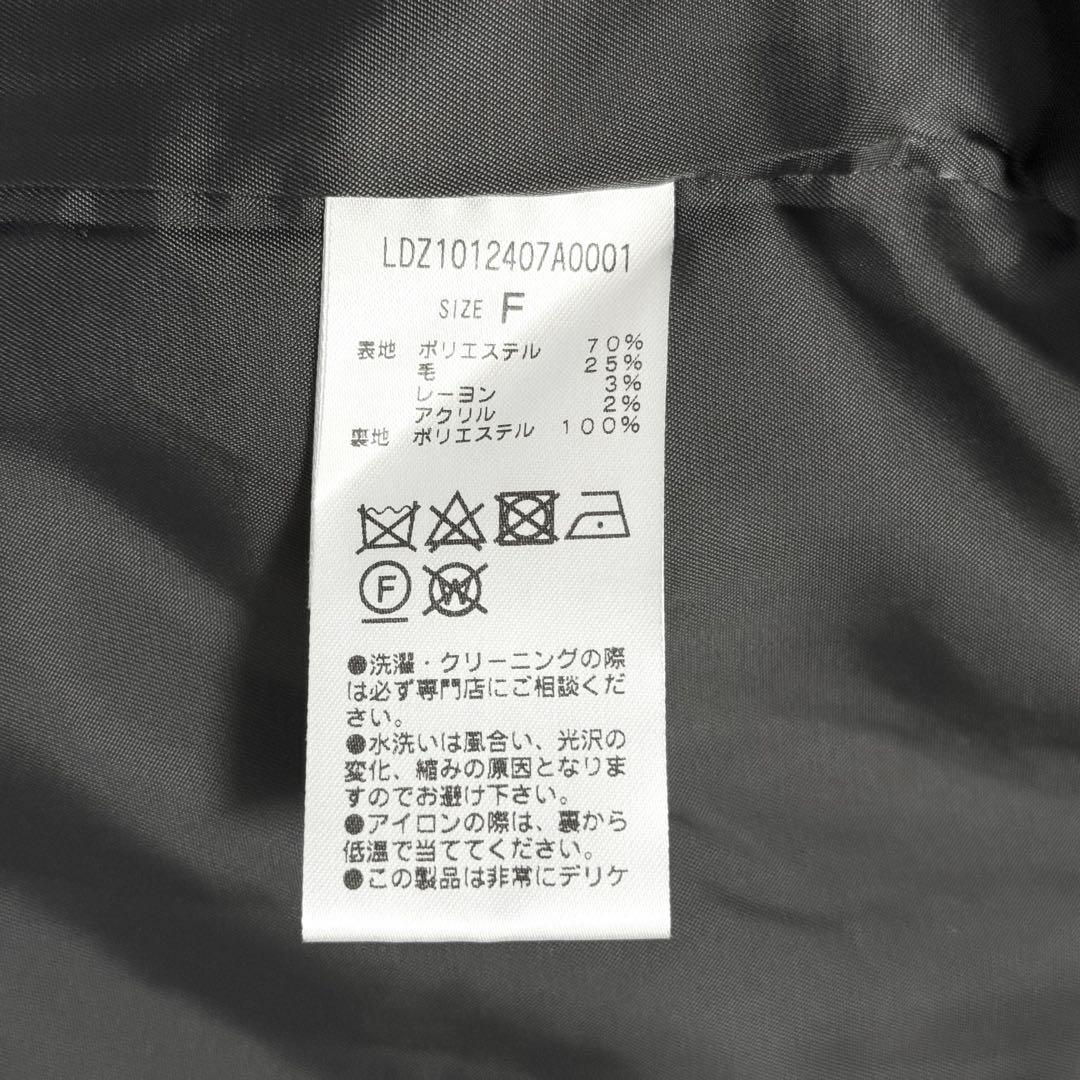 LDZ1012407A0001
SIZE F
表地 ポリエステル 70%
毛 25%
レーヨン 3%
アクリル 2%
裏地 ポリエステル 100%
F W
●洗濯・クリーニングの際
は必ず専門店にご相談くだ
さい。
●水洗いは風合い、光沢の
変化、縮みの原因となりま
すのでお避け下さい。
●アイロンの際は、裏から
低温で当ててください。
●この製品は非常にデリケ